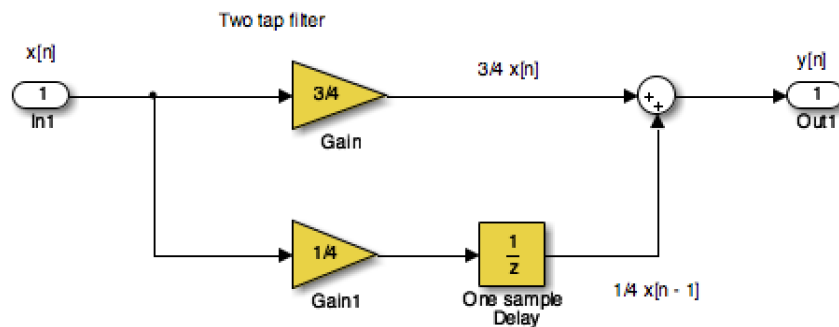 Two tap filter
x[n]
1
In1
3/4
Gain
3/4 x[n]
+
+
y[n]
1
Out1
1/4
Gain1
1
z
One sample
Delay
1/4 x[n - 1]